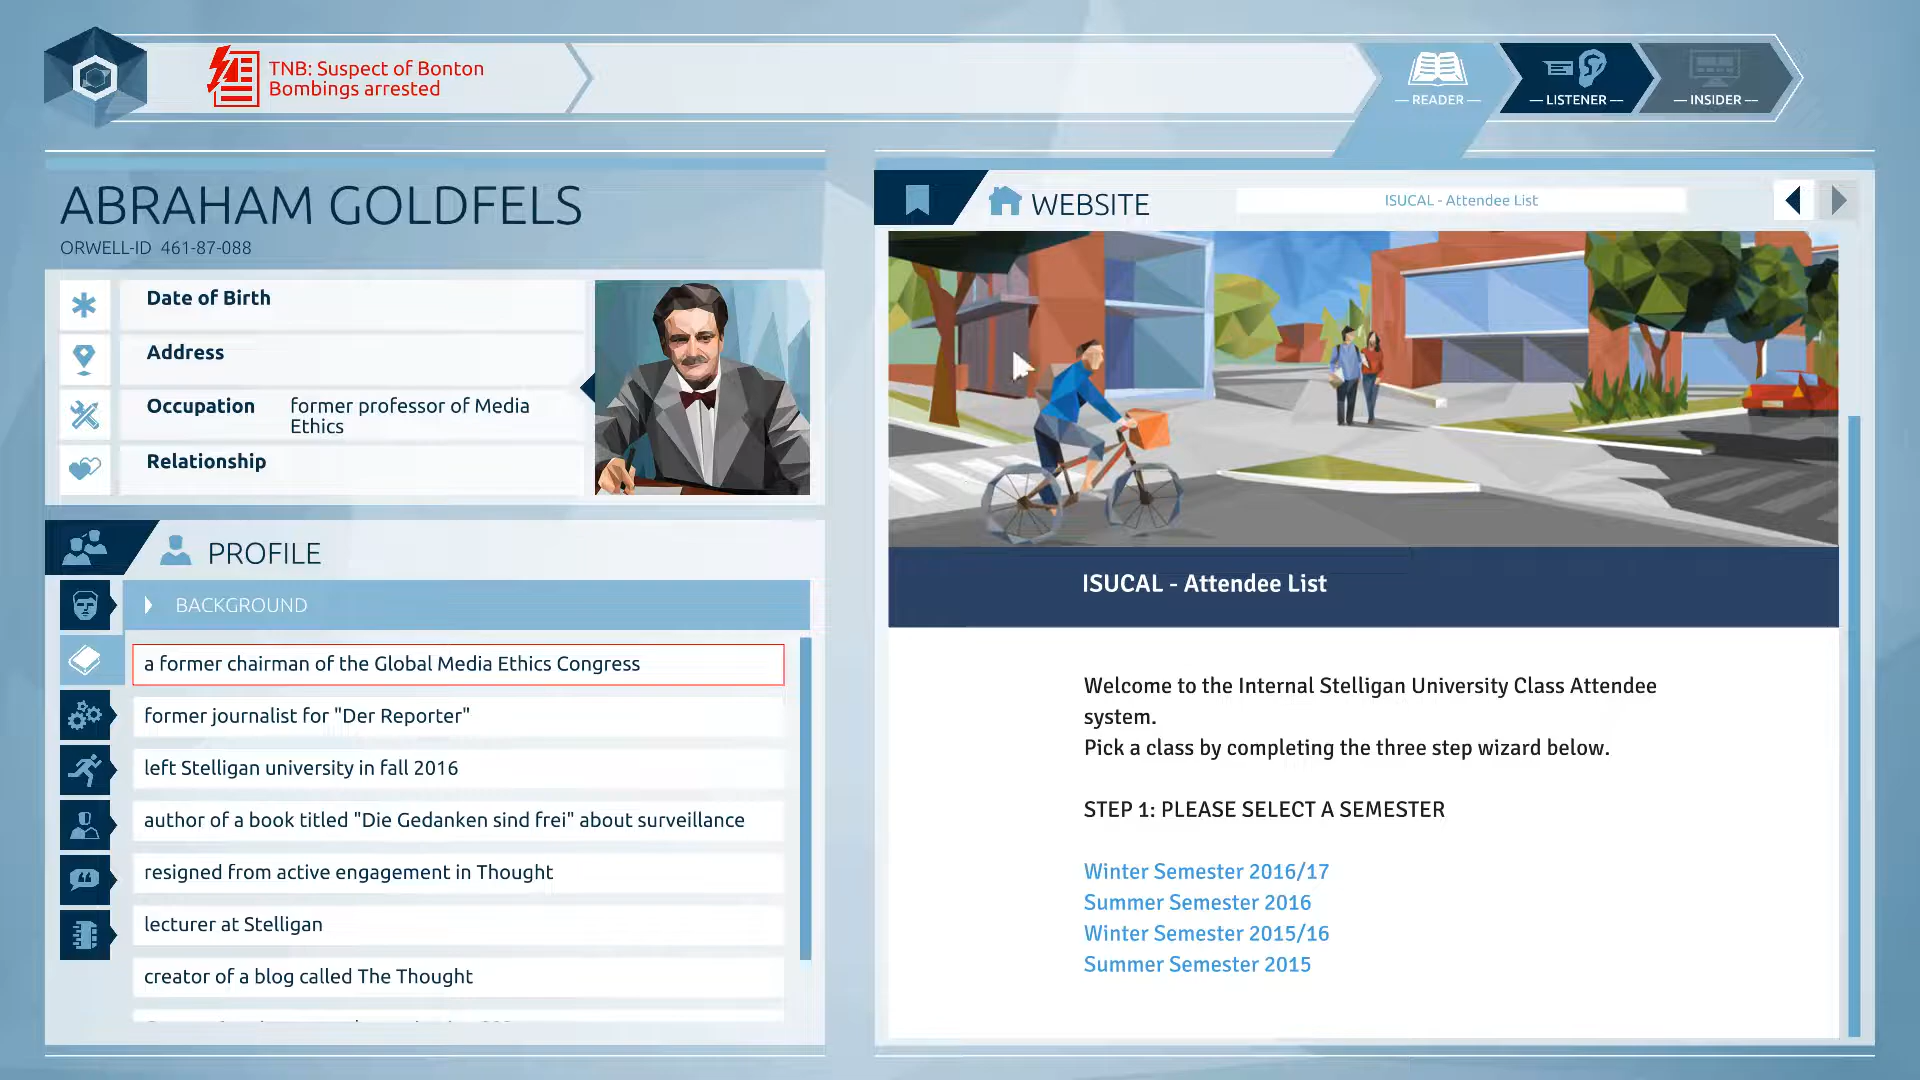 TNB: Suspect of Bonton
Bombings arrested
— READER —
— LISTENER —
— INSIDER —
ABRAHAM GOLDFELS
ORWELL-ID 461-87-088
Date of Birth
Address
Occupation former professor of Media
Ethics
Relationship
PROFILE
BACKGROUND
a former chairman of the Global Media Ethics Congress
former journalist for "Der Reporter"
left Stelligan university in fall 2016
author of a book titled "Die Gedanken sind frei" about surveillance
resigned from active engagement in Thought
lecturer at Stelligan
creator of a blog called The Thought
WEBSITE
ISUCAL - Attendee List
ISUCAL - Attendee List
Welcome to the Internal Stelligan University Class Attendee
system.
Pick a class by completing the three step wizard below.
STEP 1: PLEASE SELECT A SEMESTER
Winter Semester 2016/17
Summer Semester 2016
Winter Semester 2015/16
Summer Semester 2015